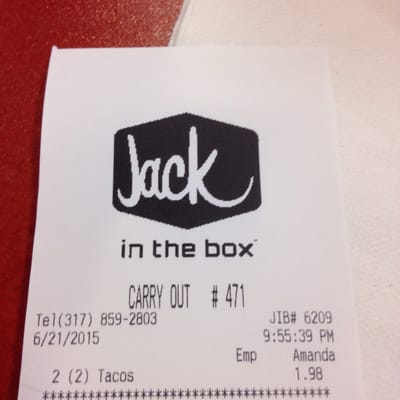 Jack
in the box™
CARRY OUT # 471
Tel(317) 859-2803 JIB# 6209
6/21/2015 9:55:39 PM
Emp Amanda
2 (2) Tacos 1.98
************************************